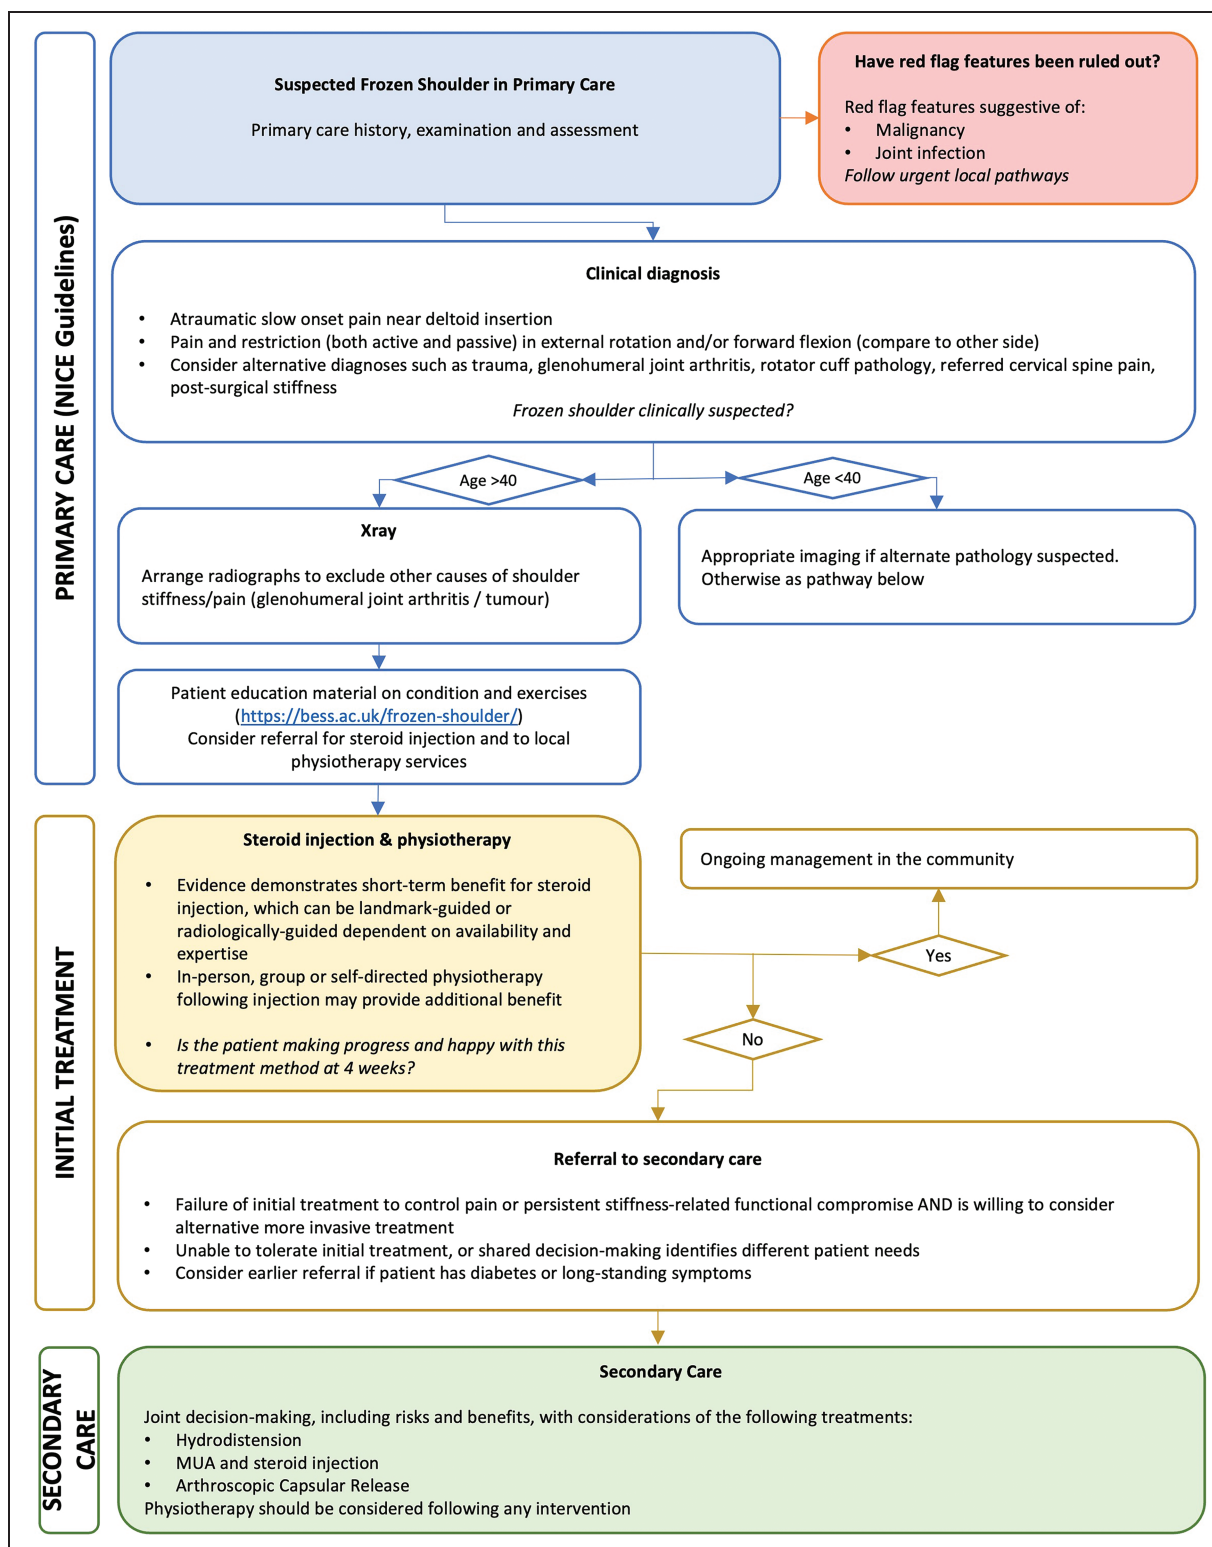 PRIMARY CARE (NICE Guidelines)
Suspected Frozen Shoulder in Primary Care
Primary care history, examination and assessment
Have red flag features been ruled out?
Red flag features suggestive of:
• Malignancy
• Joint infection
Follow urgent local pathways
Clinical diagnosis
• Atraumatic slow onset pain near deltoid insertion
• Pain and restriction (both active and passive) in external rotation and/or forward flexion (compare to other side)
• Consider alternative diagnoses such as trauma, glenohumeral joint arthritis, rotator cuff pathology, referred cervical spine pain,
post-surgical stiffness
Frozen shoulder clinically suspected?
Age >40
Age <40
Xray
Arrange radiographs to exclude other causes of shoulder
stiffness/pain (glenohumeral joint arthritis / tumour)
Appropriate imaging if alternate pathology suspected.
Otherwise as pathway below
Patient education material on condition and exercises
(https://bess.ac.uk/frozen-shoulder/)
Consider referral for steroid injection and to local
physiotherapy services
INITIAL TREATMENT
Steroid injection & physiotherapy
• Evidence demonstrates short-term benefit for steroid
injection, which can be landmark-guided or
radiologically-guided dependent on availability and
expertise
• In-person, group or self-directed physiotherapy
following injection may provide additional benefit
• Is the patient making progress and happy with this
treatment method at 4 weeks?
Ongoing management in the community
Yes
No
Referral to secondary care
• Failure of initial treatment to control pain or persistent stiffness-related functional compromise AND is willing to consider
alternative more invasive treatment
• Unable to tolerate initial treatment, or shared decision-making identifies different patient needs
• Consider earlier referral if patient has diabetes or long-standing symptoms
SECONDARY
CARE
Secondary Care
Joint decision-making, including risks and benefits, with considerations of the following treatments:
• Hydrodistension
• MUA and steroid injection
• Arthroscopic Capsular Release
Physiotherapy should be considered following any intervention